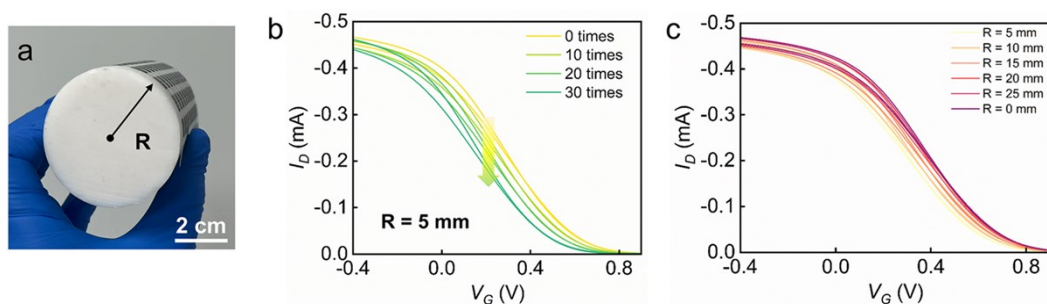 a
R
2 cm
b
-0.5
-0.4
-0.3
-0.2
-0.1
0.0
I_D (mA)
-0.4
0.0
0.4
0.8
V_G (V)
0 times
10 times
20 times
30 times
R = 5 mm
c
-0.5
-0.4
-0.3
-0.2
-0.1
0.0
I_D (mA)
-0.4
0.0
0.4
0.8
V_G (V)
R = 5 mm
R = 10 mm
R = 15 mm
R = 20 mm
R = 25 mm
R = 0 mm